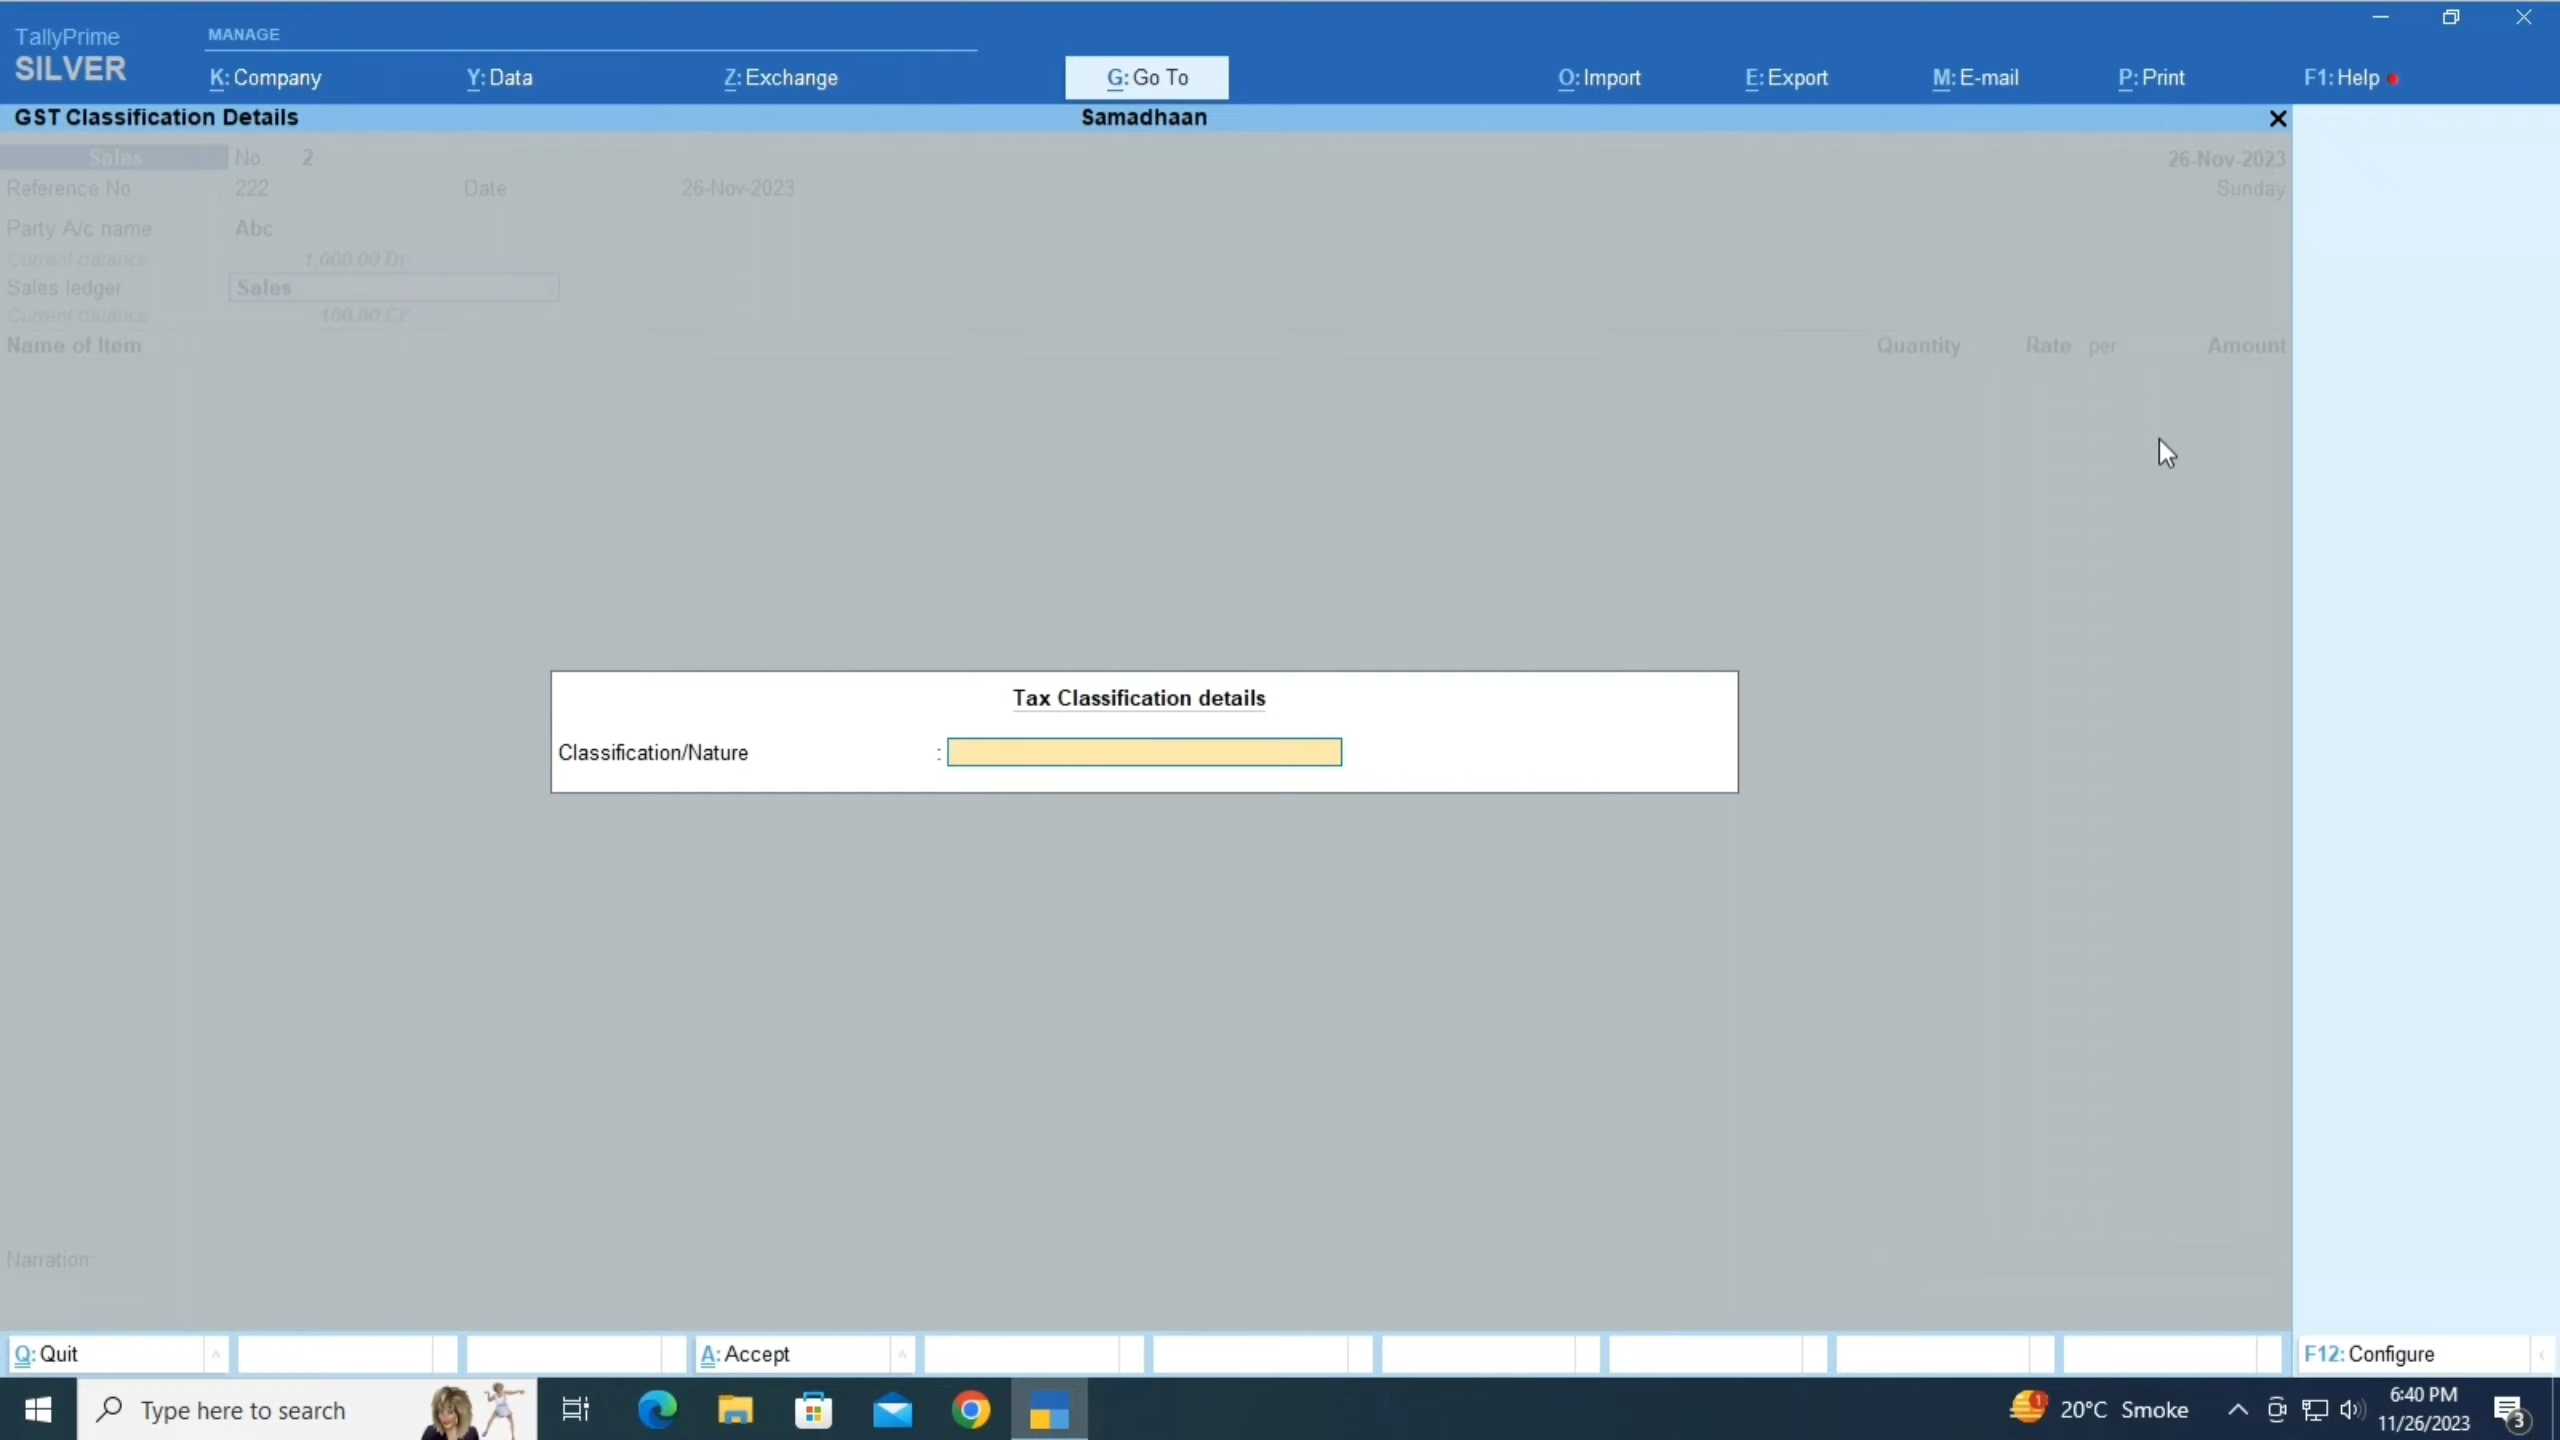 TallyPrime
SILVER
MANAGE
K: Company
Y: Data
Z: Exchange
G: Go To
O: Import
E: Export
M: E-mail
P: Print
F1: Help
GST Classification Details
Samadhaan
Sales
No. 2
26-Nov-2023
Reference No. 222
Date
26-Nov-2023
Sunday
Party A/c name
Abc
Current balance
1,000.00 Dr
Sales ledger
Sales
Current balance
100.00 Cr
Name of Item
Quantity
Rate per
Amount
Tax Classification details
Classification/Nature :
Narration:
Q: Quit
A: Accept
F12: Configure
Type here to search
1
20°C Smoke
6:40 PM
11/26/2023
3